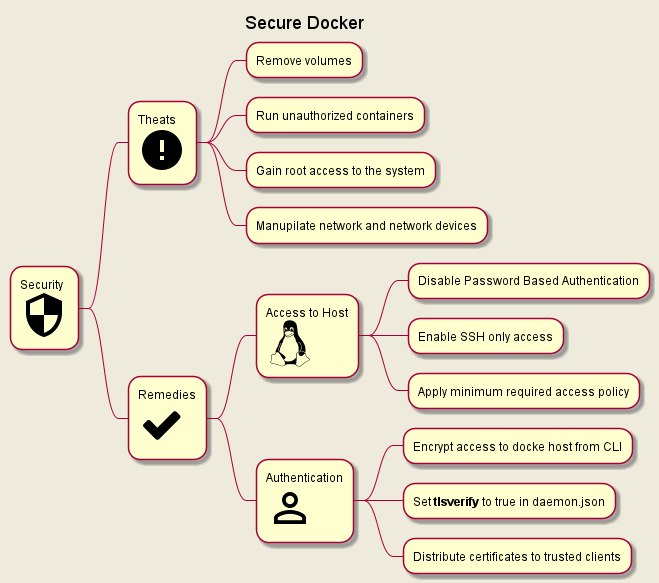 Secure Docker
Security
Theats
Remove volumes
Run unauthorized containers
Gain root access to the system
Manupilate network and network devices
Remedies
Access to Host
Disable Password Based Authentication
Enable SSH only access
Apply minimum required access policy
Authentication
Encrypt access to docke host from CLI
Set tlsverify to true in daemon.json
Distribute certificates to trusted clients